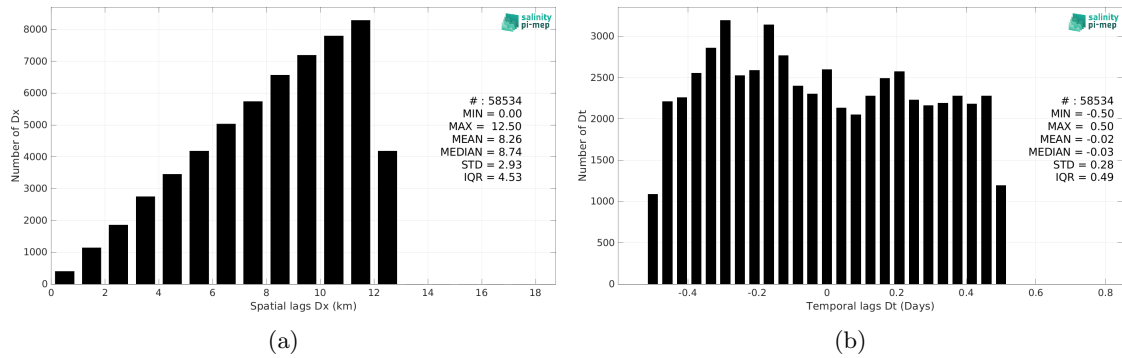 salinity
pi-mep
8000
7000
6000
5000
4000
3000
2000
1000
0
Number of Dx
# : 58534
MIN = 0.00
MAX = 12.50
MEAN = 8.26
MEDIAN = 8.74
STD = 2.93
IQR = 4.53
0 2 4 6 8 10 12 14 16 18
Spatial lags Dx (km)
(a)
salinity
pi-mep
3000
2500
2000
1500
1000
500
0
Number of Dt
# : 58534
MIN = -0.50
MAX = 0.50
MEAN = -0.02
MEDIAN = -0.03
STD = 0.28
IQR = 0.49
-0.4 -0.2 0 0.2 0.4 0.6 0.8
Temporal lags Dt (Days)
(b)